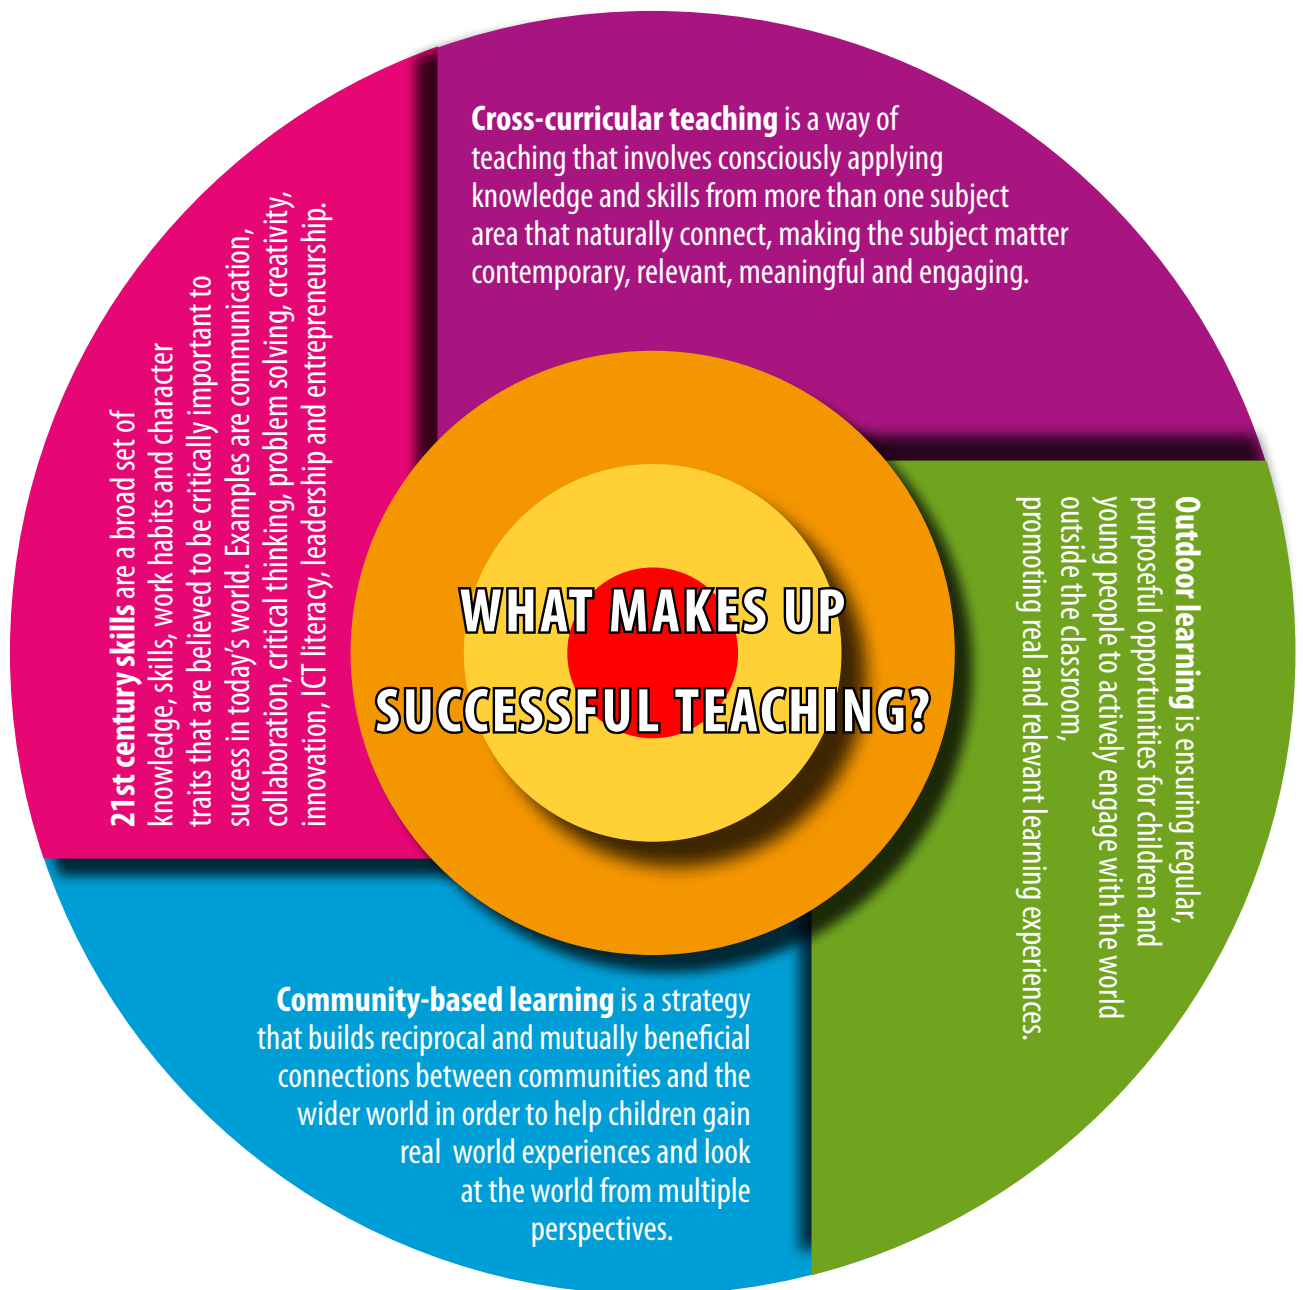 Cross-curricular teaching is a way of
teaching that involves consciously applying
knowledge and skills from more than one subject
area that naturally connect, making the subject matter
contemporary, relevant, meaningful and engaging.
21st century skills are a broad set of
knowledge, skills, work habits and character
traits that are believed to be critically important to
success in today’s world. Examples are communication,
collaboration, critical thinking, problem solving, creativity,
innovation, ICT literacy, leadership and entrepreneurship.
WHAT MAKES UP
SUCCESSFUL TEACHING?
Outdoor learning is ensuring regular,
purposeful opportunities for children and
young people to actively engage with the world
outside the classroom,
promoting real and relevant learning experiences.
Community-based learning is a strategy
that builds reciprocal and mutually beneficial
connections between communities and the
wider world in order to help children gain
real world experiences and look
at the world from multiple
perspectives.